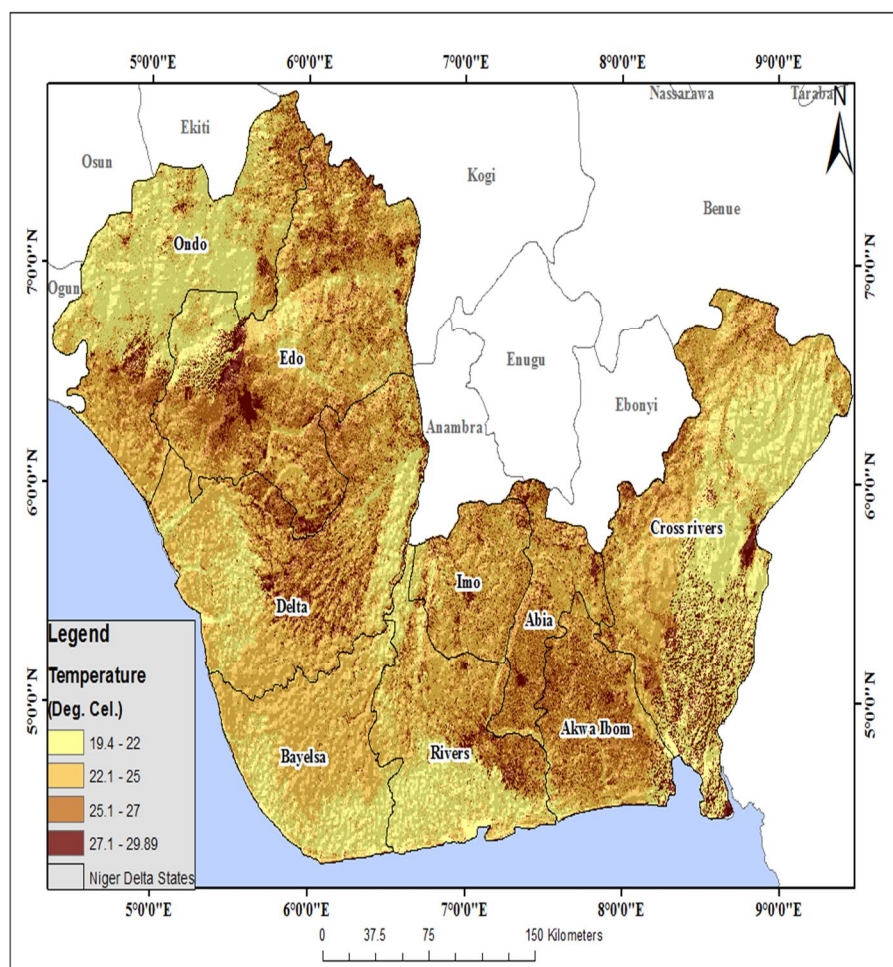 5°0'0"E 6°0'0"E 7°0'0"E 8°0'0"E 9°0'0"E
Nassarawa Taraba
N
Ekiti
Osun
Kogi
Benue
Ondo
7°0'0"N 7°0'0"N
Ogun
Edo
Enugu
Ebonyi
Anambra
6°0'0"N 6°0'0"N
Cross rivers
Imo
Delta
Abia
Legend
Temperature
(Deg. Cel.)
19.4 - 22
22.1 - 25
25.1 - 27
27.1 - 29.89
Niger Delta States
5°0'0"N 5°0'0"N
Akwa Ibom
Bayelsa
Rivers
5°0'0"E 6°0'0"E 7°0'0"E 8°0'0"E 9°0'0"E
0 37.5 75 150 Kilometers